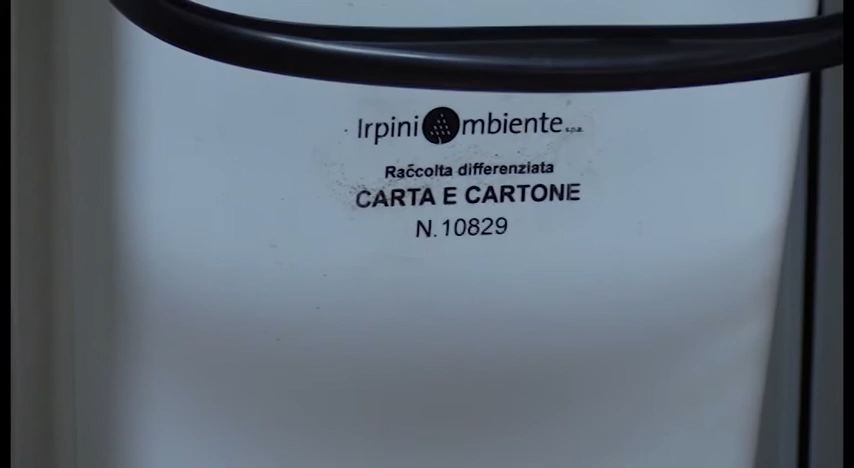 IrpiniAmbiente s.p.a.
Raccolta differenziata
CARTA E CARTONE
N.10829